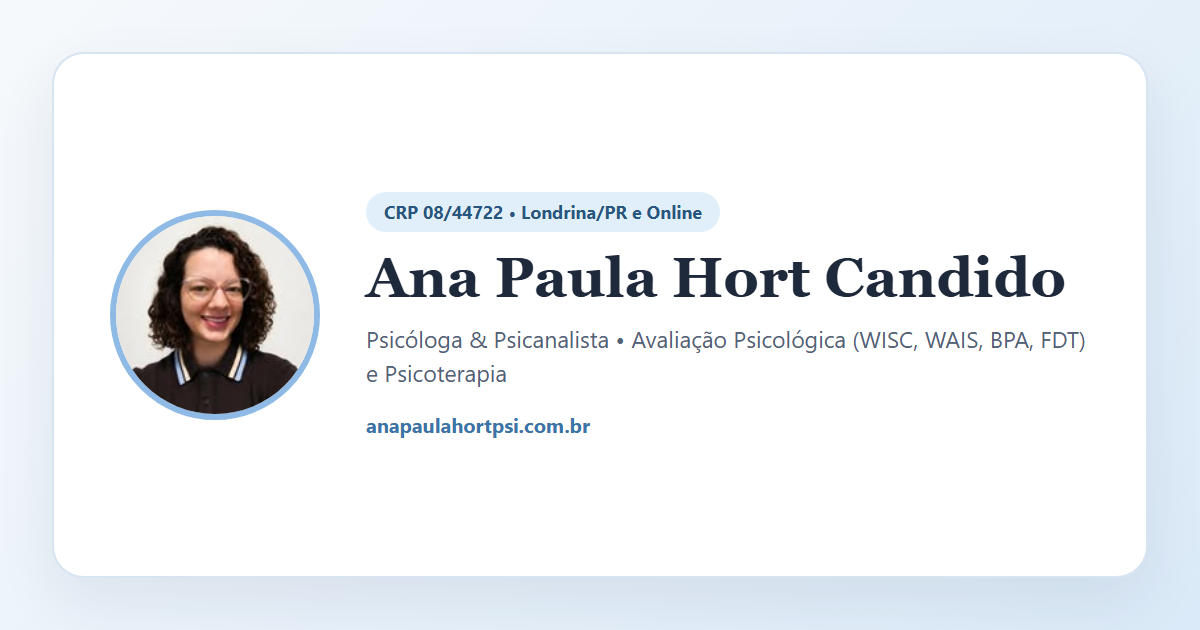 CRP 08/44722 • Londrina/PR e Online
Ana Paula Hort Candido
Psicóloga & Psicanalista • Avaliação Psicológica (WISC, WAIS, BPA, FDT)
e Psicoterapia
anapaulahortpsi.com.br